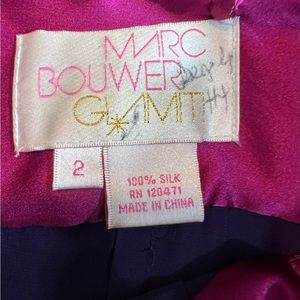 MARC
BOUWER
GLAMIT
2
100% SILK
RN 120471
MADE IN CHINA